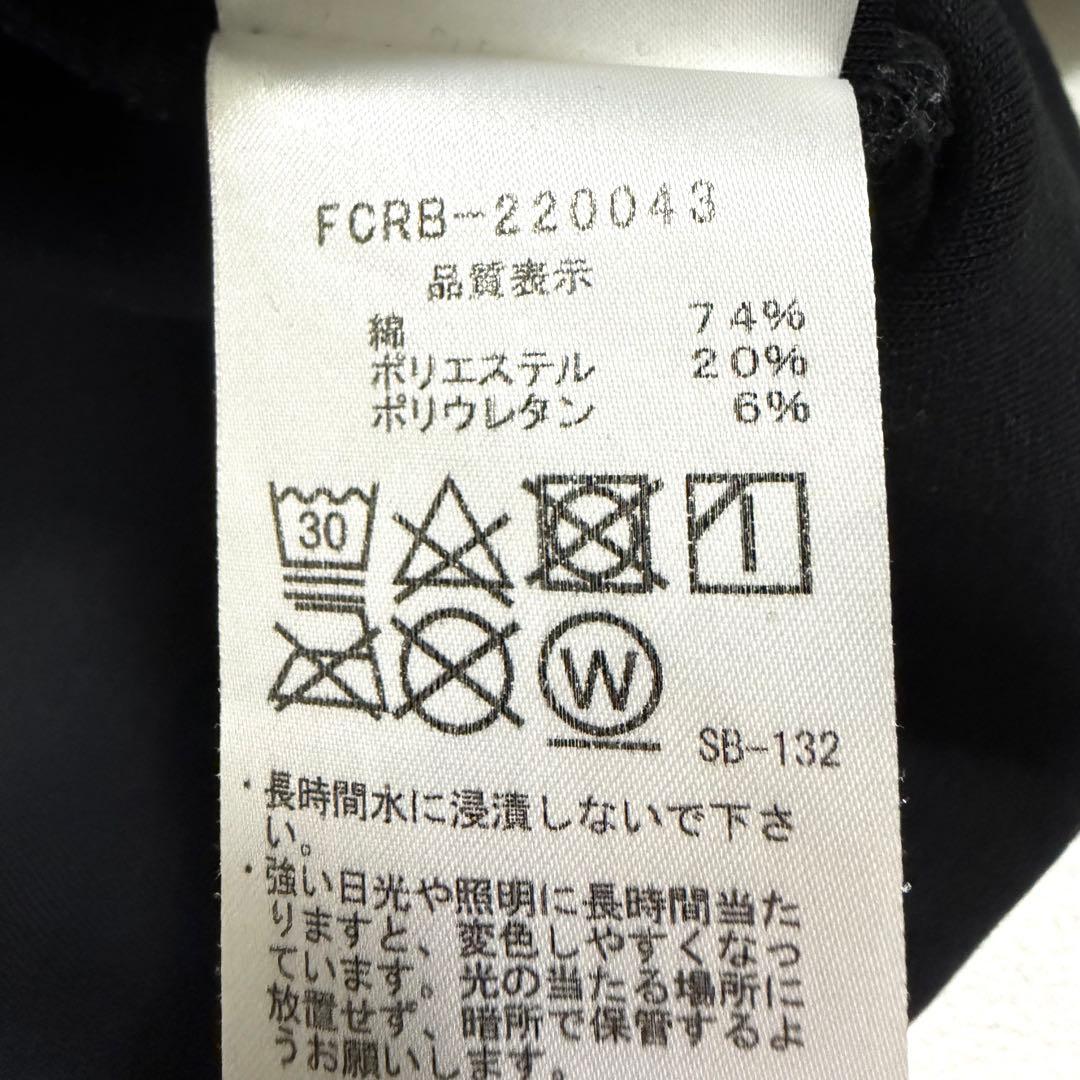 FCRB-220043
品質表示
綿 74%
ポリエステル 20%
ポリウレタン 6%
30
W
SB-132
・長時間水に浸漬しないで下さ
い。
・強い日光や照明に長時間当た
りますと、変色しやすくなっ
ていますせず、光の当たる場所に
放置せず、暗所で保管するよ
うお願いします。